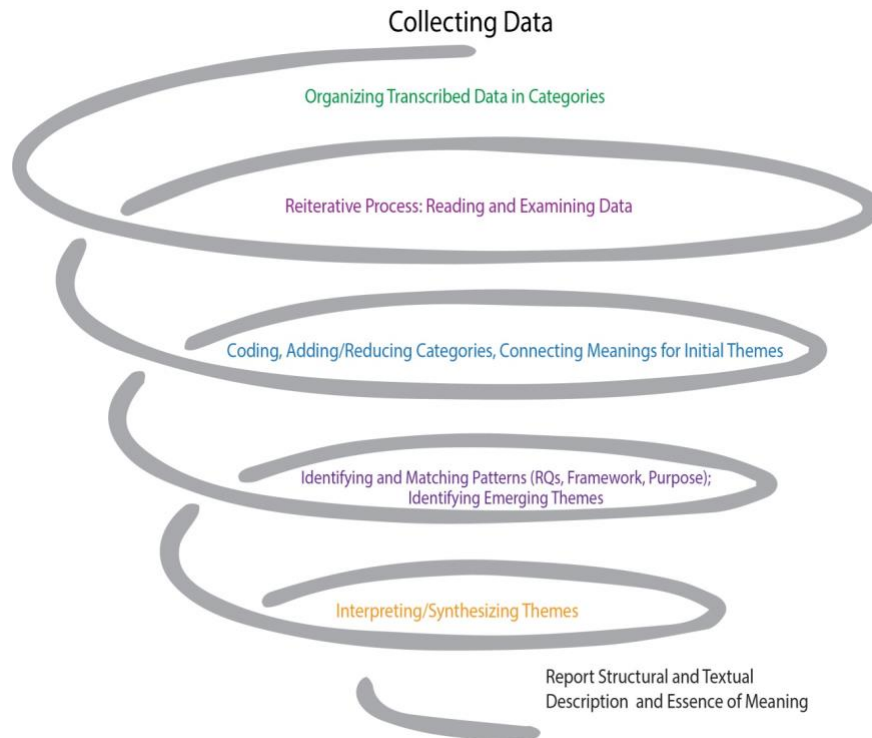 Collecting Data
Organizing Transcribed Data in Categories
Reiterative Process: Reading and Examining Data
Coding, Adding/Reducing Categories, Connecting Meanings for Initial Themes
Identifying and Matching Patterns (RQs, Framework, Purpose);
Identifying Emerging Themes
Interpreting/Synthesizing Themes
Report Structural and Textual
Description and Essence of Meaning